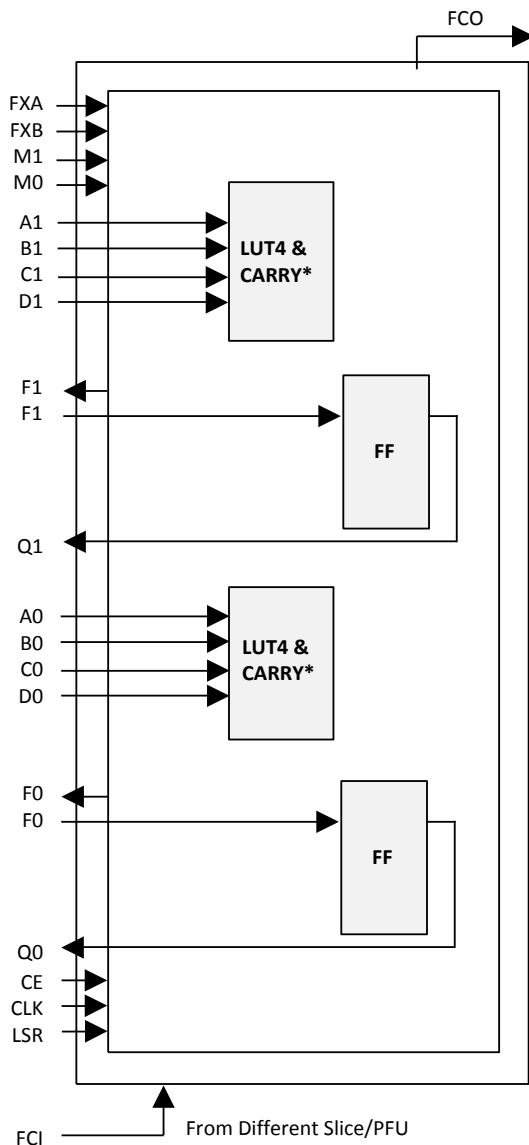 FCO
FXA
FXB
M1
M0
A1
B1
C1
D1
LUT4 &
CARRY*
F1
F1
FF
Q1
A0
B0
C0
D0
LUT4 &
CARRY*
F0
F0
FF
Q0
CE
CLK
LSR
From Different Slice/PFU
FCI